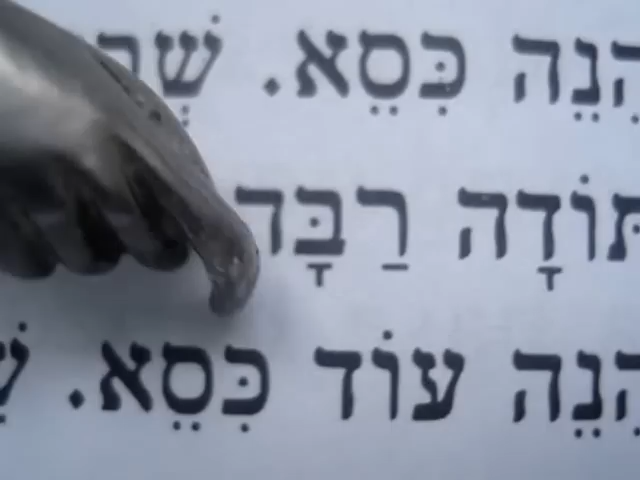 הִנֵּה כִּסֵּא. שֶׁבֿ
תּוֹדָה רַבָּה
הִנֵּה עוֹד כִּסֵּא.